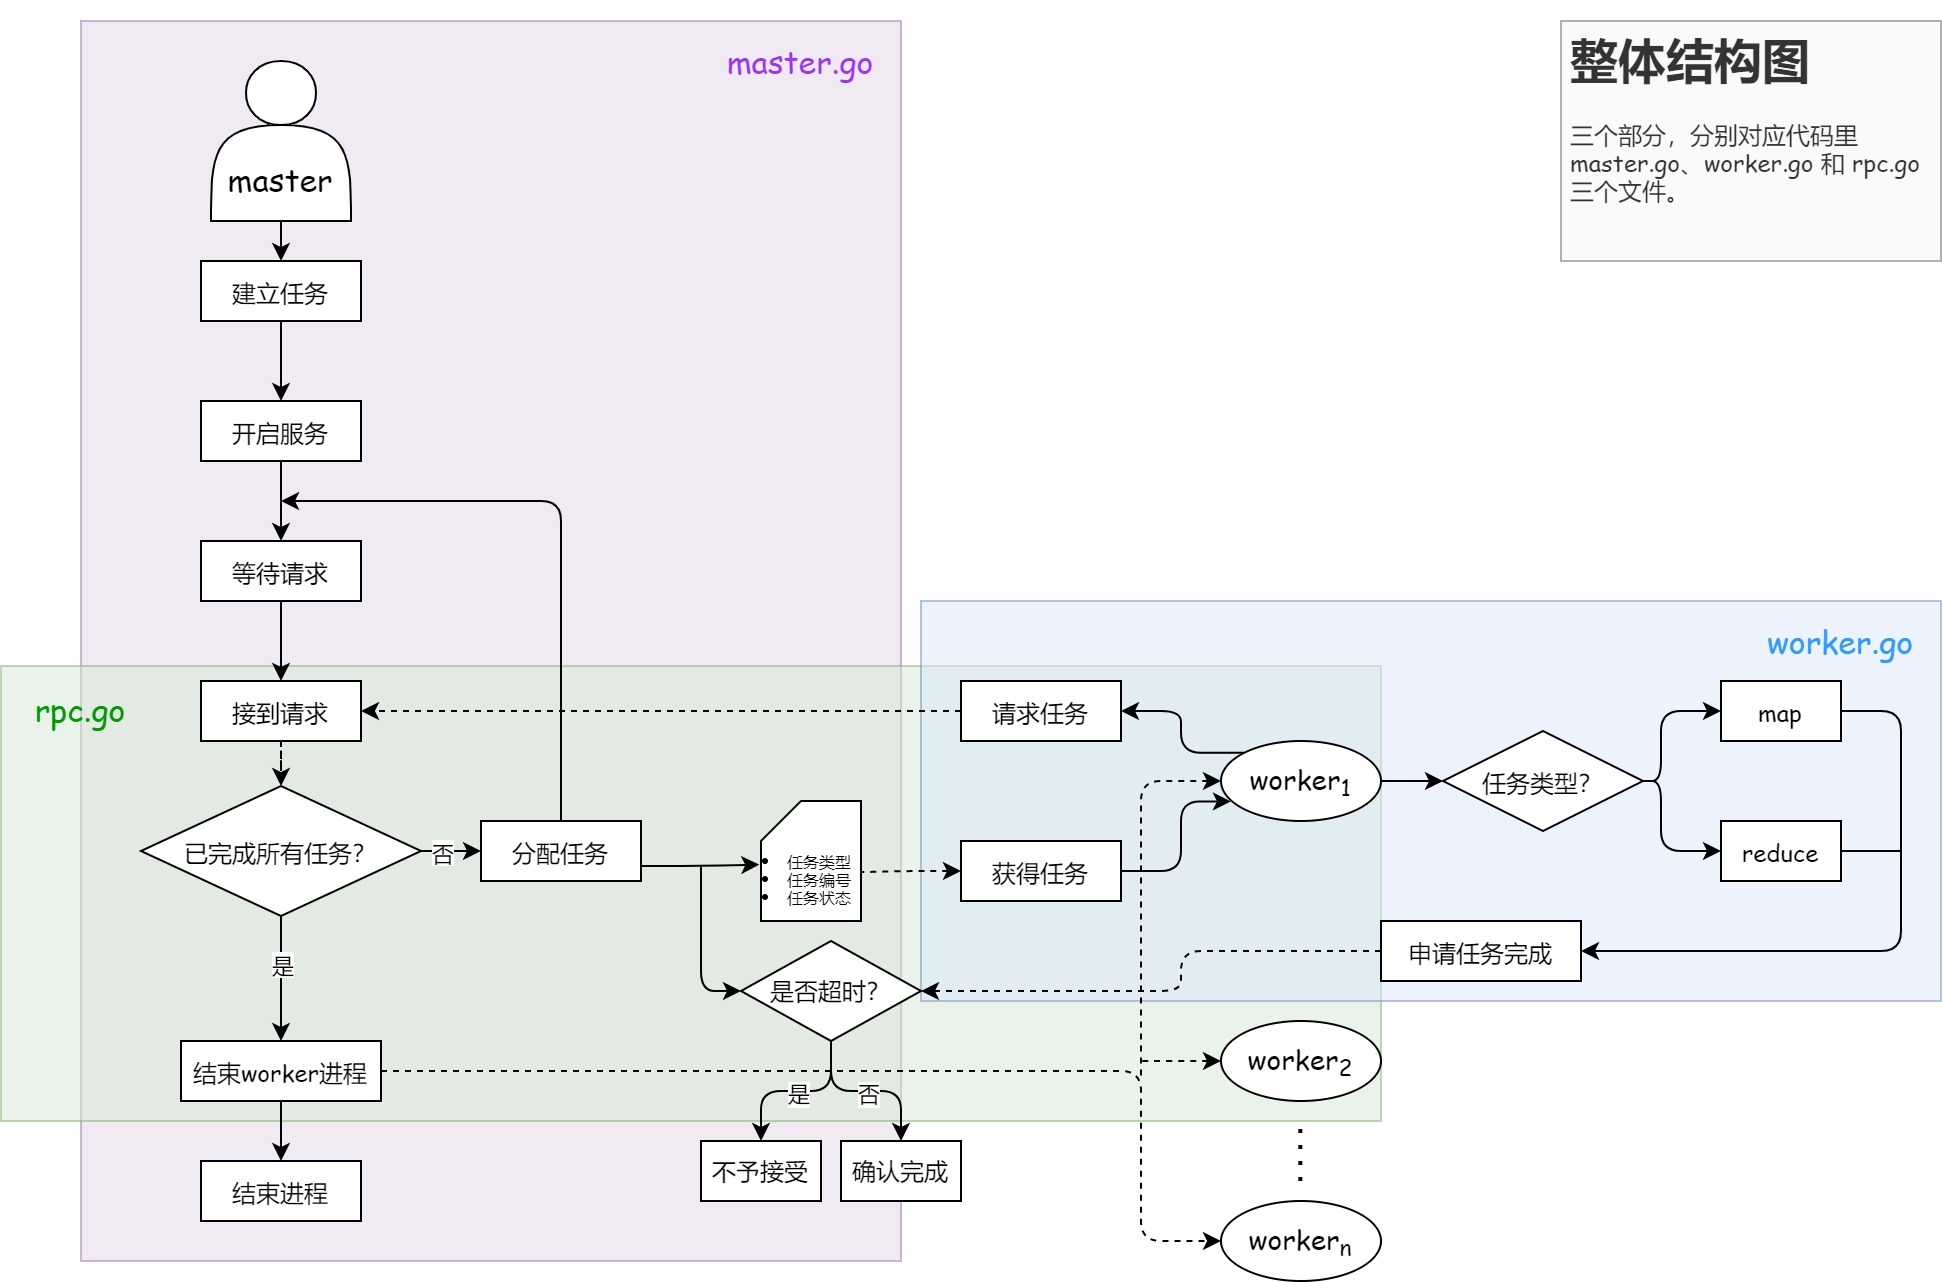 整体结构图
三个部分，分别对应代码里
master.go、worker.go 和 rpc.go
三个文件。
master.go
master
建立任务
开启服务
等待请求
worker.go
rpc.go
接到请求
请求任务
map
worker1
任务类型？
已完成所有任务？
否
分配任务
任务类型
任务编号
任务状态
获得任务
reduce
申请任务完成
是
是否超时？
结束worker进程
worker2
是
否
不予接受
确认完成
结束进程
workern